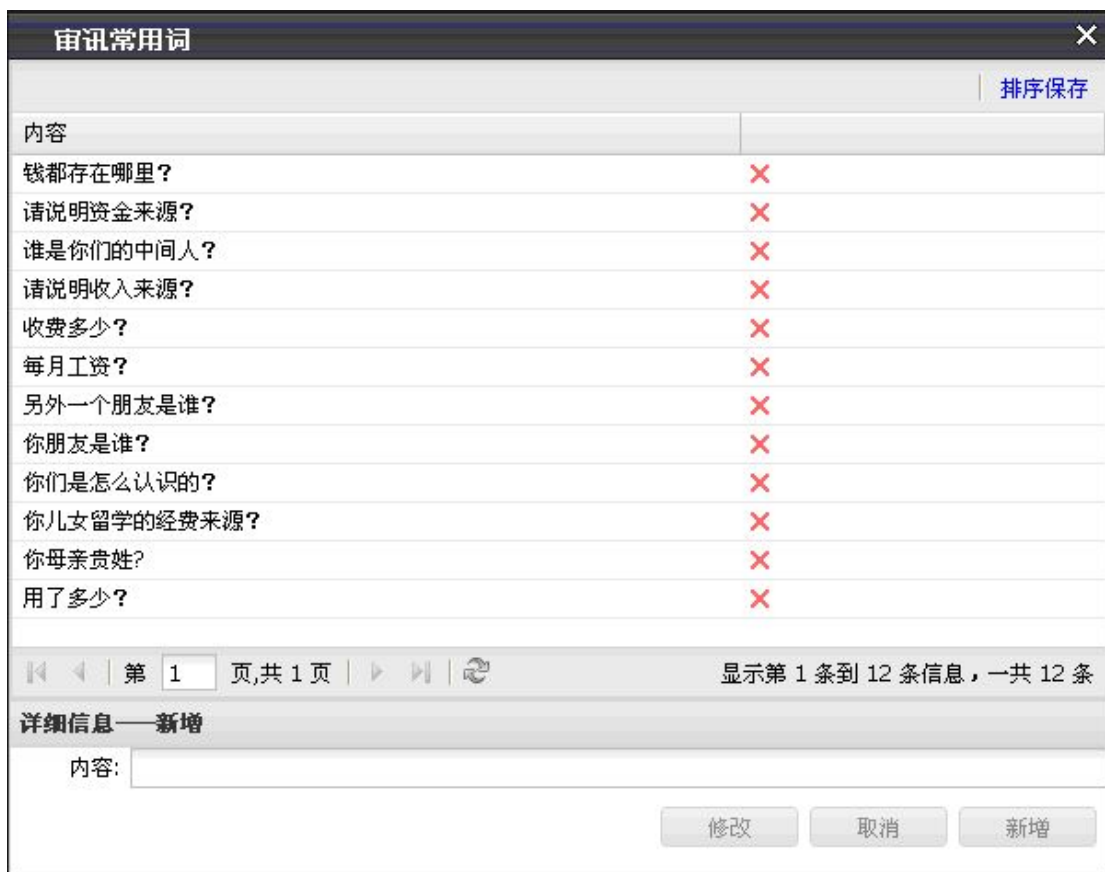 审讯常用词
排序保存
内容
钱都存在哪里?
请说明资金来源?
谁是你们的中间人?
请说明收入来源?
收费多少?
每月工资?
另外一个朋友是谁?
你朋友是谁?
你们是怎么认识的?
你儿女留学的经费来源?
你母亲贵姓?
用了多少?
第 1 页,共 1 页 显示第 1 条到 12 条信息，一共 12 条
详细信息——新增
内容:
修改 取消 新增